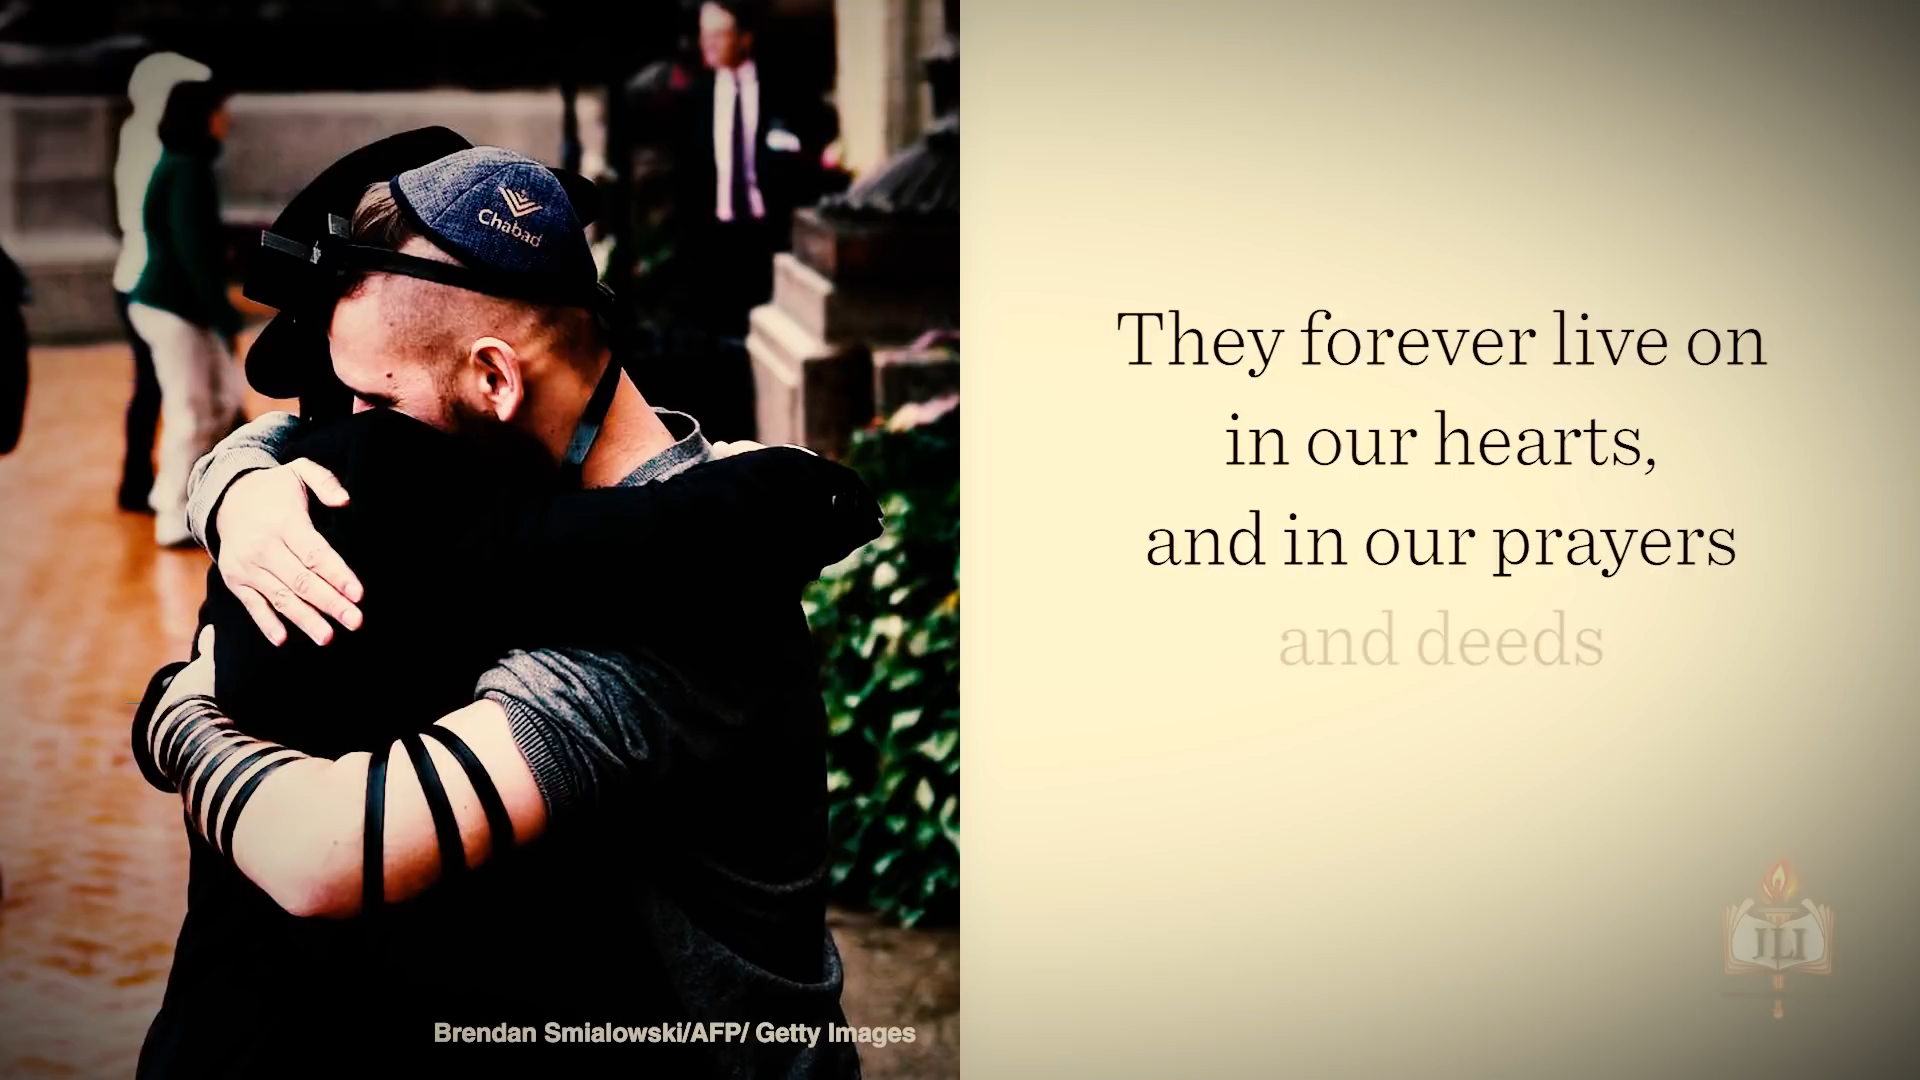 Chabad
They forever live on
in our hearts,
and in our prayers
and deeds
JLI
Brendan Smialowski/AFP/ Getty Images